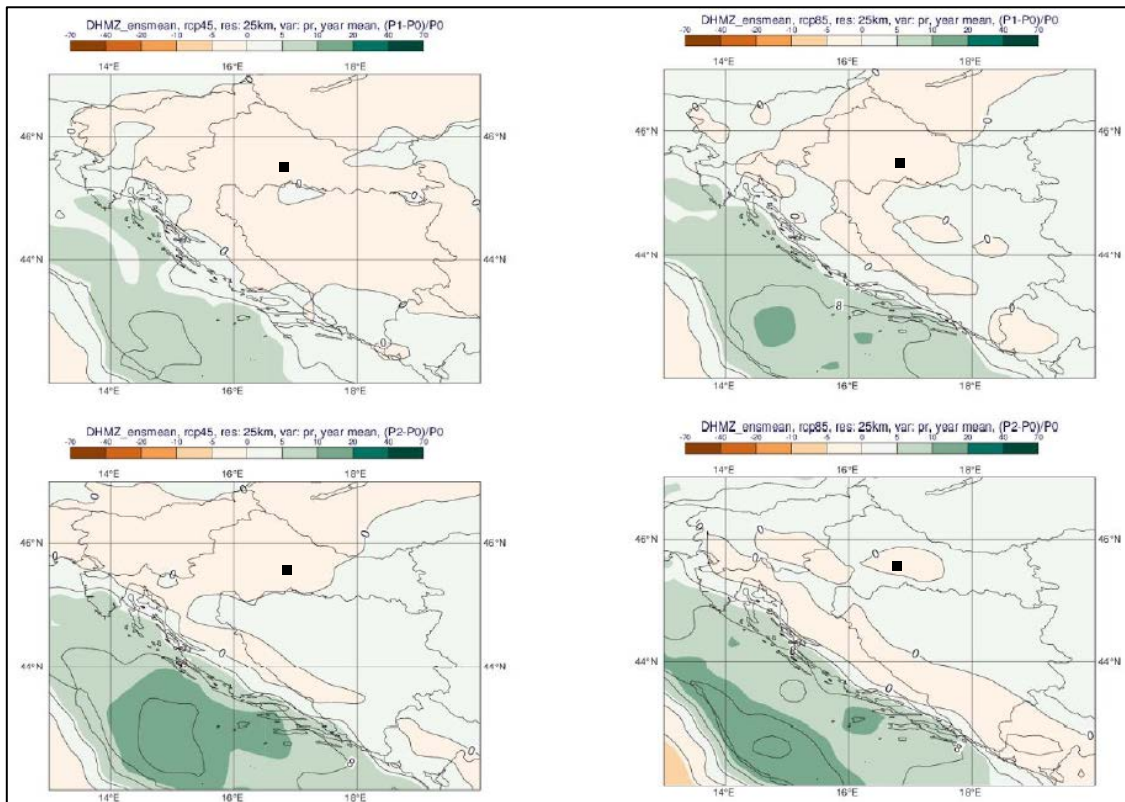 DHMZ_ensmean, rcp45, res: 25km, var: pr, year mean, (P1-P0)/P0
-70 -40 -20 -10 -5 0 5 10 20 40 70
14°E 16°E 18°E
46°N 46°N
44°N 44°N
14°E 16°E 18°E
DHMZ_ensmean, rcp85, res: 25km, var: pr, year mean, (P1-P0)/P0
-70 -40 -20 -10 -5 0 5 10 20 40 70
14°E 16°E 18°E
46°N
44°N
8
14°E 16°E 18°E
DHMZ_ensmean, rcp45, res: 25km, var: pr, year mean, (P2-P0)/P0
-70 -40 -20 -10 -5 0 5 10 20 40 70
14°E 16°E 18°E
46°N 46°N
44°N 44°N
8
14°E 16°E 18°E
DHMZ_ensmean, rcp85, res: 25km, var: pr, year mean, (P2-P0)/P0
-70 -40 -20 -10 -5 0 5 10 20 40 70
14°E 16°E 18°E
46°N
44°N
8
14°E 16°E 18°E